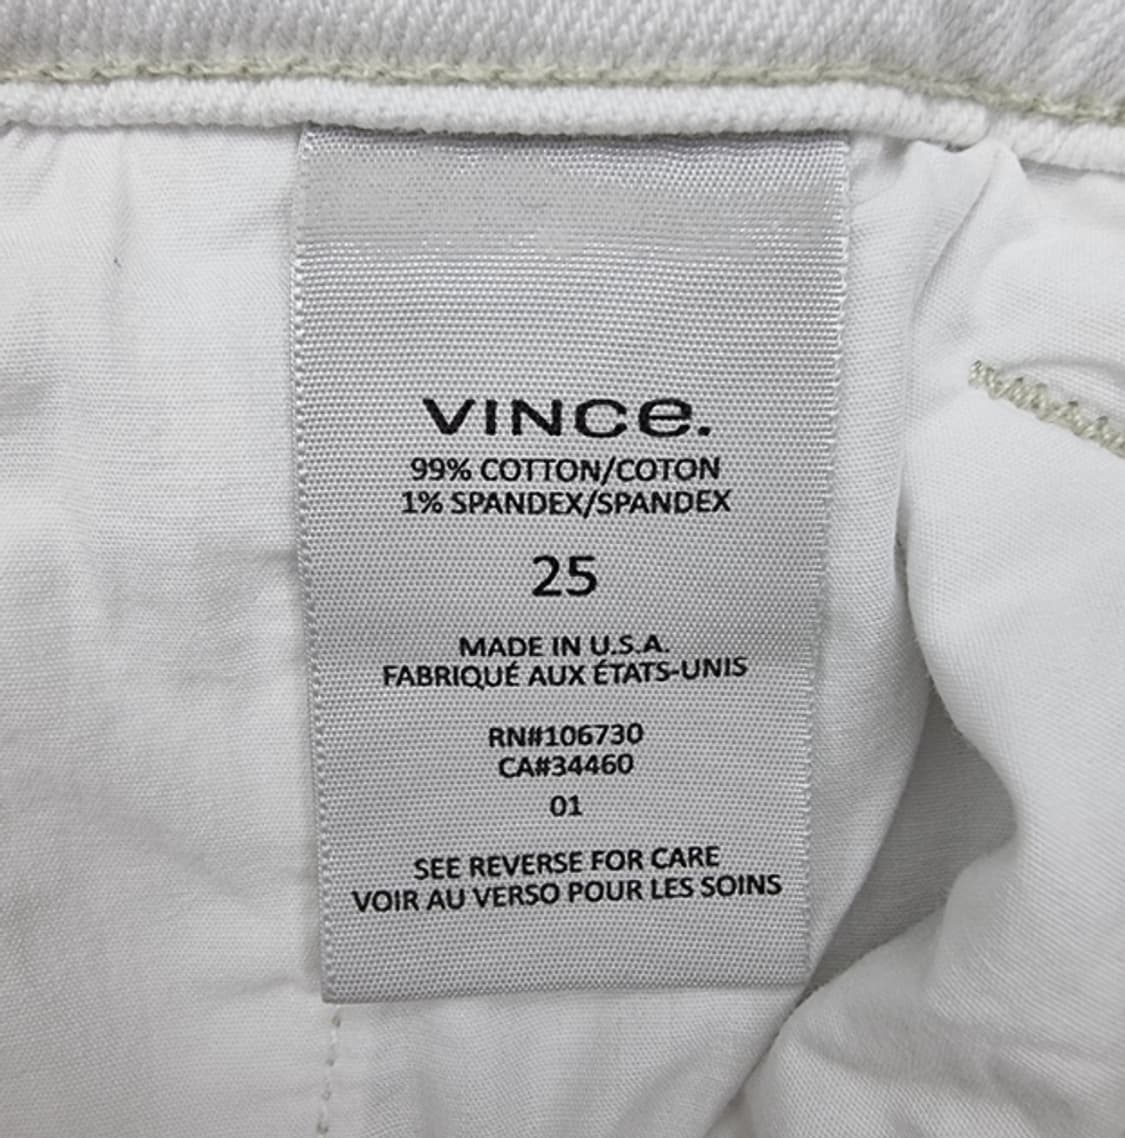 VINCE.
99% COTTON/COTON
1% SPANDEX/SPANDEX
25
MADE IN U.S.A.
FABRIQUÉ AUX ÉTATS-UNIS
RN#106730
CA#34460
01
SEE REVERSE FOR CARE
VOIR AU VERSO POUR LES SOINS